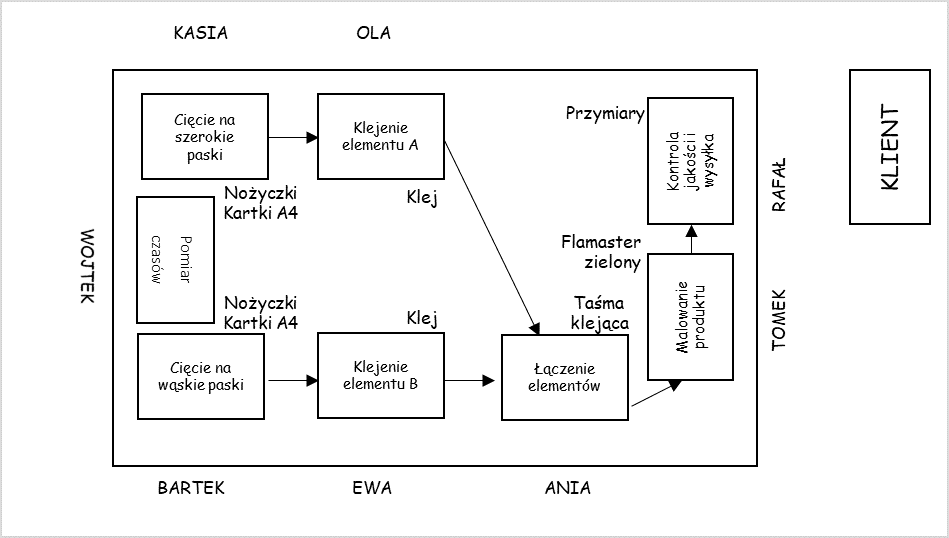 KASIA
OLA
Cięcie na
szerokie
paski
Klejenie
elementu A
Przymiary
Kontrola
jakości i
wysyłka
KLIENT
RAFAŁ
Nożyczki
Kartki A4
Klej
WOJTEK
Pomiar
czasów
Flamaster
zielony
Nożyczki
Kartki A4
Klej
Taśma
klejąca
Malowanie
produktu
TOMEK
Cięcie na
wąskie paski
Klejenie
elementu B
Łączenie
elementów
BARTEK
EWA
ANIA